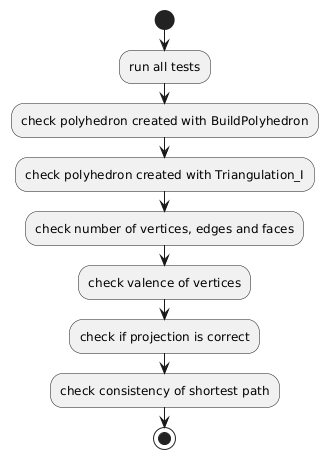 run all tests
check polyhedron created with BuildPolyhedron
check polyhedron created with Triangulation_I
check number of vertices, edges and faces
check valence of vertices
check if projection is correct
check consistency of shortest path